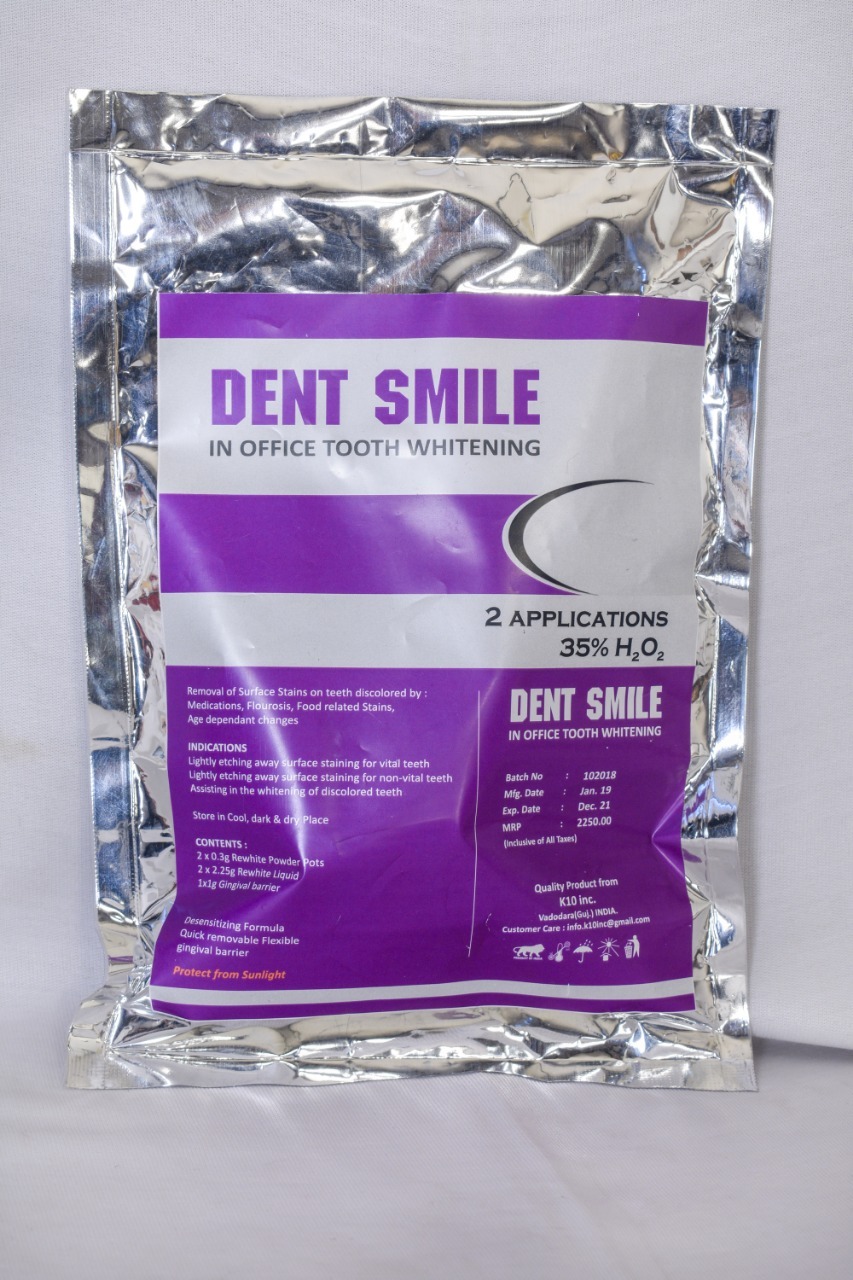 DENT SMILE
IN OFFICE TOOTH WHITENING
2 APPLICATIONS
35% H₂O₂
Removal of Surface Stains on teeth discolored by :
Medications, Flourosis, Food related Stains,
Age dependant changes
INDICATIONS
Lightly etching away surface staining for vital teeth
Lightly etching away surface staining for non-vital teeth
Assisting in the whitening of discolored teeth
Store in Cool, dark & dry Place
CONTENTS :
2 x 0.3g Rewhite Powder Pots
2 x 2.25g Rewhite Liquid
1x1g Gingival barrier
Desensitizing Formula
Quick removable Flexible
gingival barrier
Protect from Sunlight
DENT SMILE
IN OFFICE TOOTH WHITENING
Batch No : 102018
Mfg. Date : Jan. 19
Exp. Date : Dec. 21
MRP : 2250.00
(Inclusive of All Taxes)
Quality Product from
K10 inc.
Vadodara(Guj.) INDIA.
Customer Care : info.k10inc@gmail.com